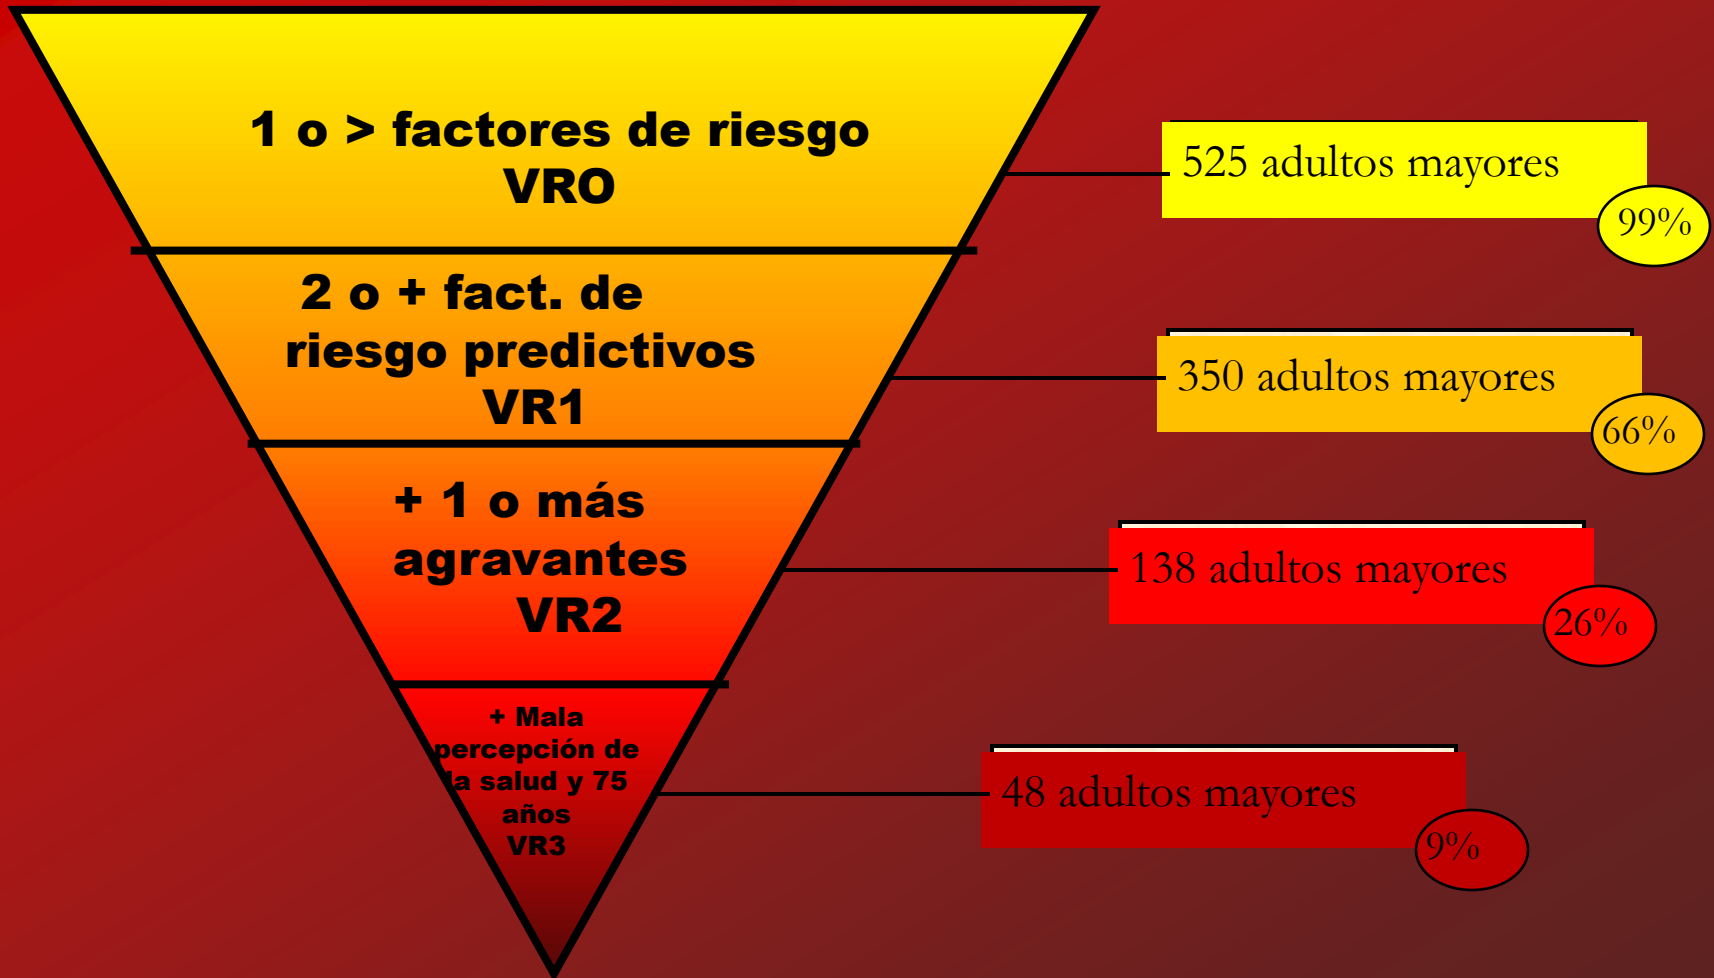 1 o > factores de riesgo
VRO
525 adultos mayores
99%
2 o + fact. de
riesgo predictivos
VR1
350 adultos mayores
66%
+ 1 o más
agravantes
VR2
138 adultos mayores
26%
+ Mala
percepción de
la salud y 75
años
VR3
48 adultos mayores
9%